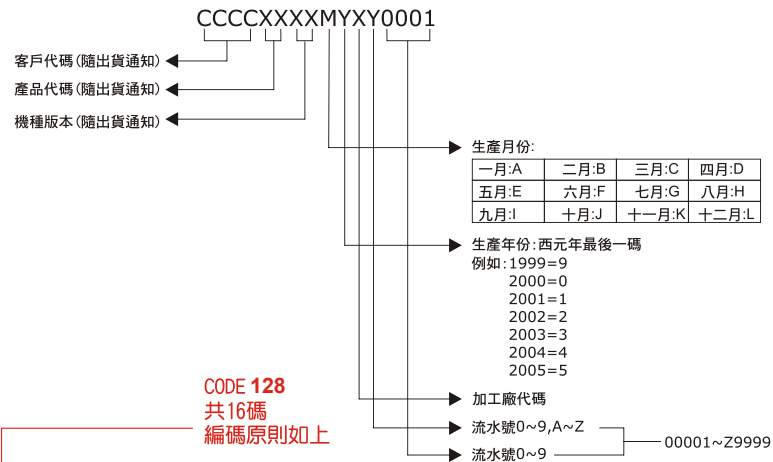 CCCCXXXXMYXY0001
客戶代碼(隨出貨通知)
產品代碼(隨出貨通知)
機種版本(隨出貨通知)
生產月份:
一月:A 二月:B 三月:C 四月:D
五月:E 六月:F 七月:G 八月:H
九月:I 十月:J 十一月:K 十二月:L
生產年份:西元年最後一碼
例如:1999=9
2000=0
2001=1
2002=2
2003=3
2004=4
2005=5
CODE 128
共16碼
編碼原則如上
加工廠代碼
流水號0~9,A~Z
00001~Z9999
流水號0~9